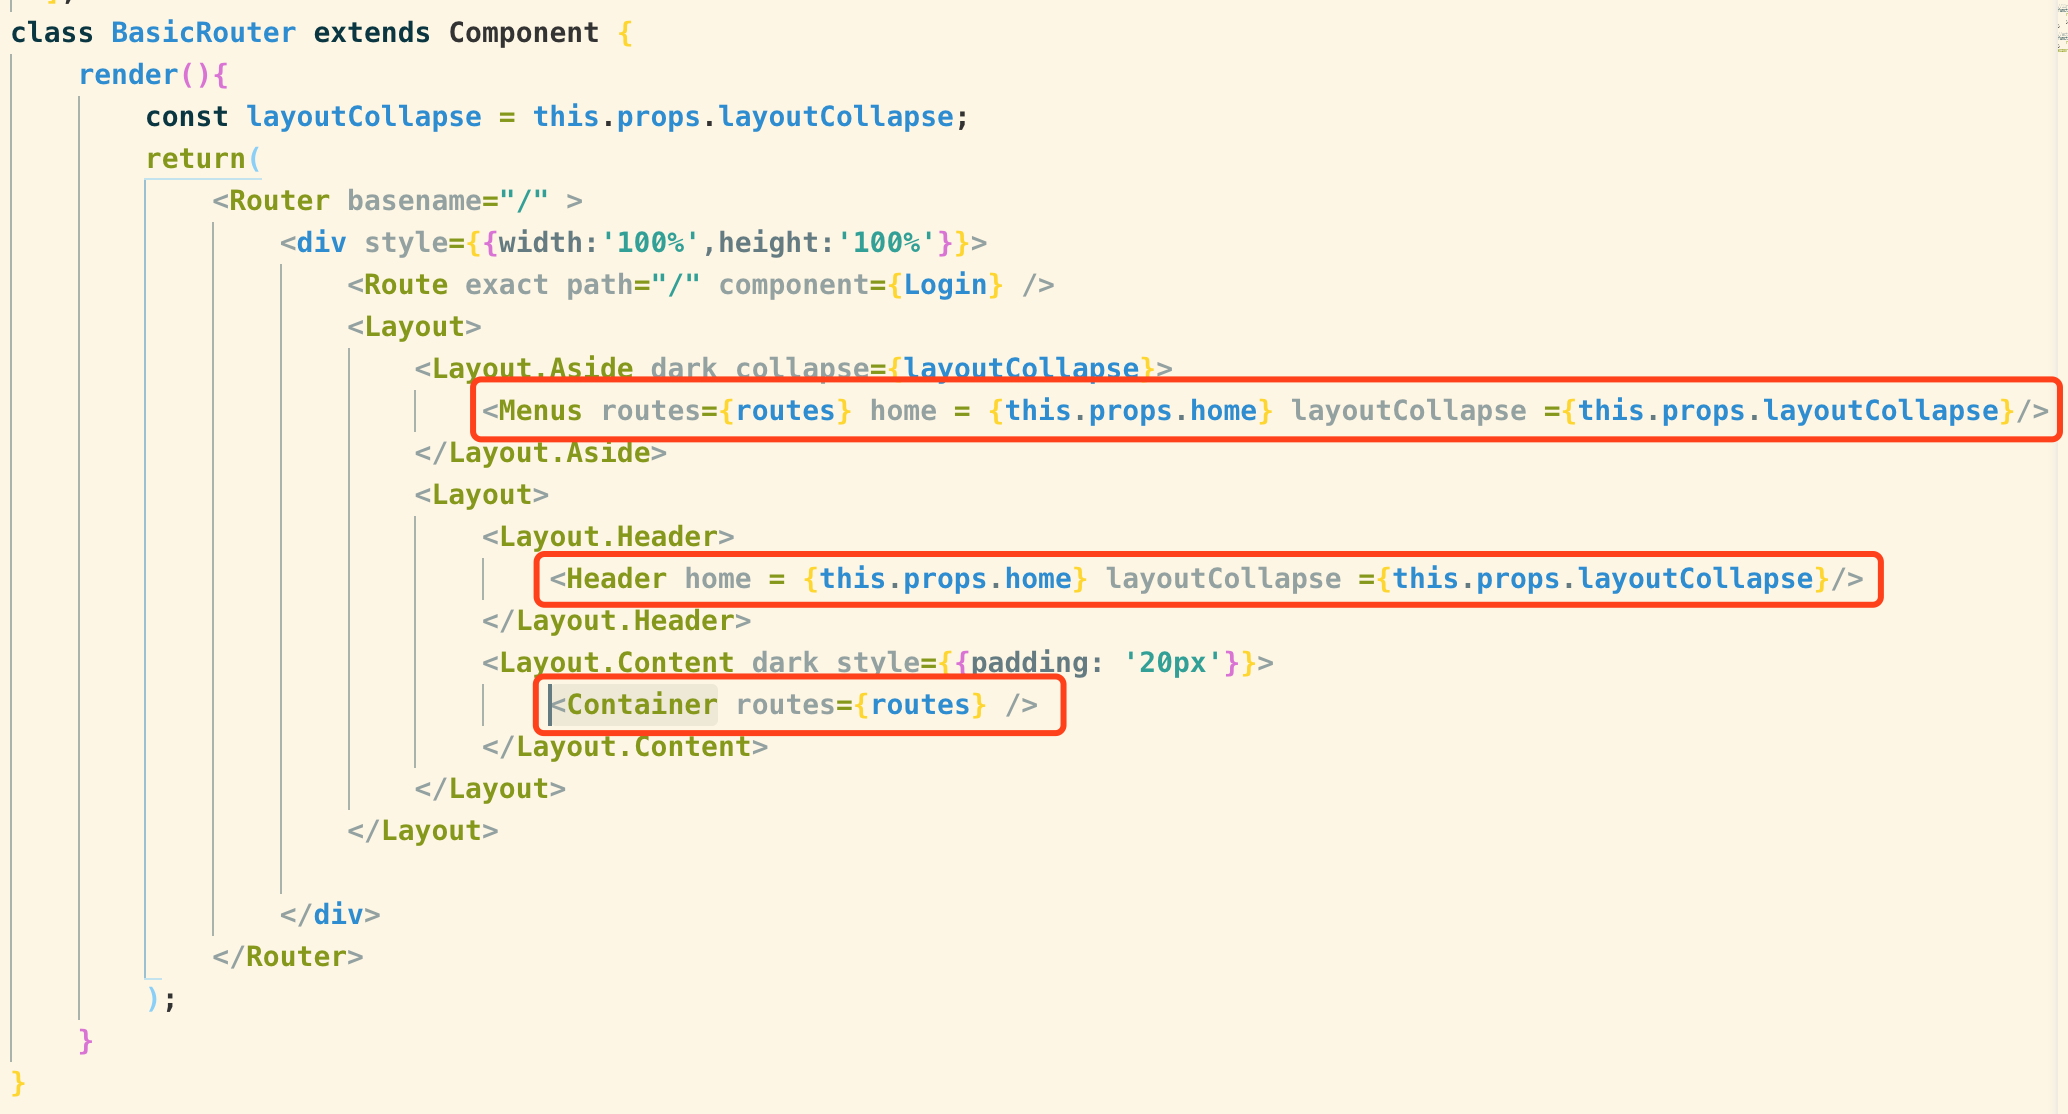 class BasicRouter extends Component {
render(){
const layoutCollapse = this.props.layoutCollapse;
return(
<Router basename="/" >
<div style={{width:'100%',height:'100%'}}>
<Route exact path="/" component={Login} />
<Layout>
<Layout.Aside dark collapse={layoutCollapse}>
<Menus routes={routes} home = {this.props.home} layoutCollapse ={this.props.layoutCollapse}/>
</Layout.Aside>
<Layout>
<Layout.Header>
<Header home = {this.props.home} layoutCollapse ={this.props.layoutCollapse}/>
</Layout.Header>
<Layout.Content dark style={{padding: '20px'}}>
<Container routes={routes} />
</Layout.Content>
</Layout>
</Layout>
</div>
</Router>
);
}
}